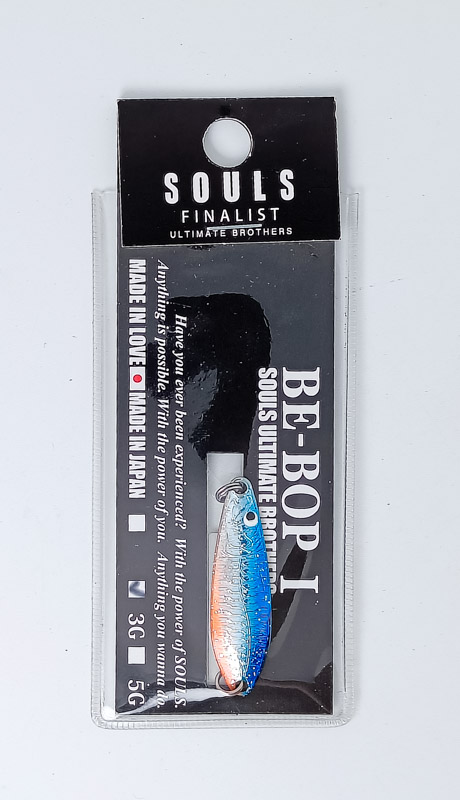 SOULS
FINALIST
ULTIMATE BROTHERS
BE-BOP I
SOULS ULTIMATE BROTHERS
Have you ever been experienced? With the power of SOULS.
Anything is possible. With the power of you. Anything you wanna do.
MADE IN LOVE MADE IN JAPAN
3G 5G